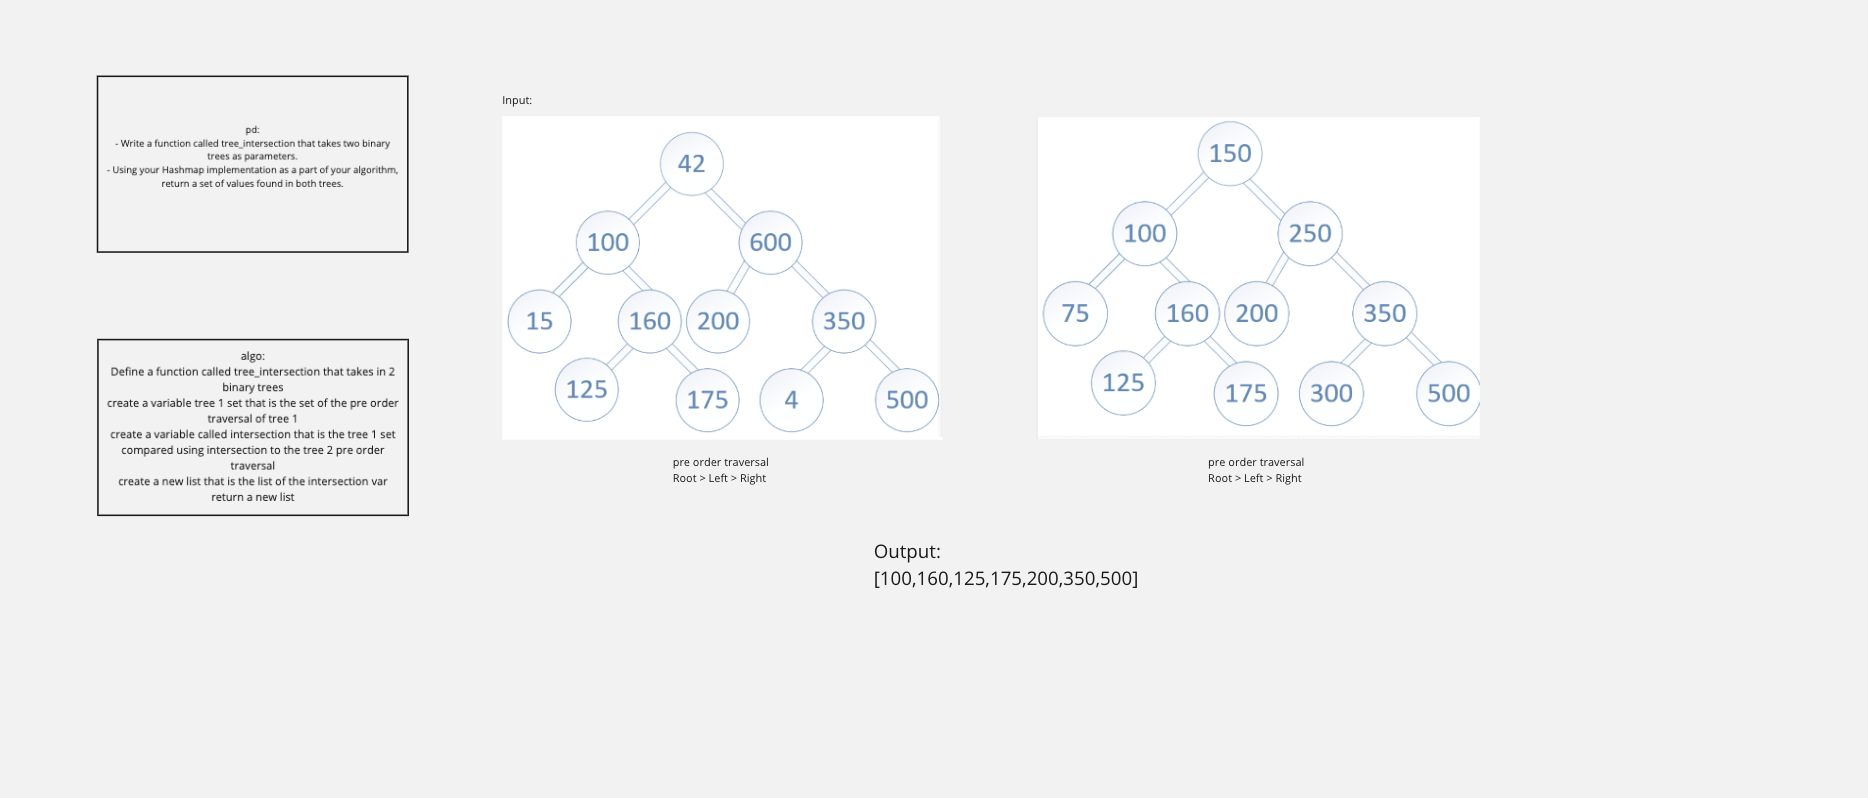 pd:
- Write a function called tree_intersection that takes two binary
trees as parameters.
- Using your Hashmap implementation as a part of your algorithm,
return a set of values found in both trees.
algo:
Define a function called tree_intersection that takes in 2
binary trees
create a variable tree 1 set that is the set of the pre order
traversal of tree 1
create a variable called intersection that is the tree 1 set
compared using intersection to the tree 2 pre order
traversal
create a new list that is the list of the intersection var
return a new list
Input:
42
100 600
15 160 200 350
125 175 4 500
pre order traversal
Root > Left > Right
150
100 250
75 160 200 350
125 175 300 500
pre order traversal
Root > Left > Right
Output:
[100,160,125,175,200,350,500]